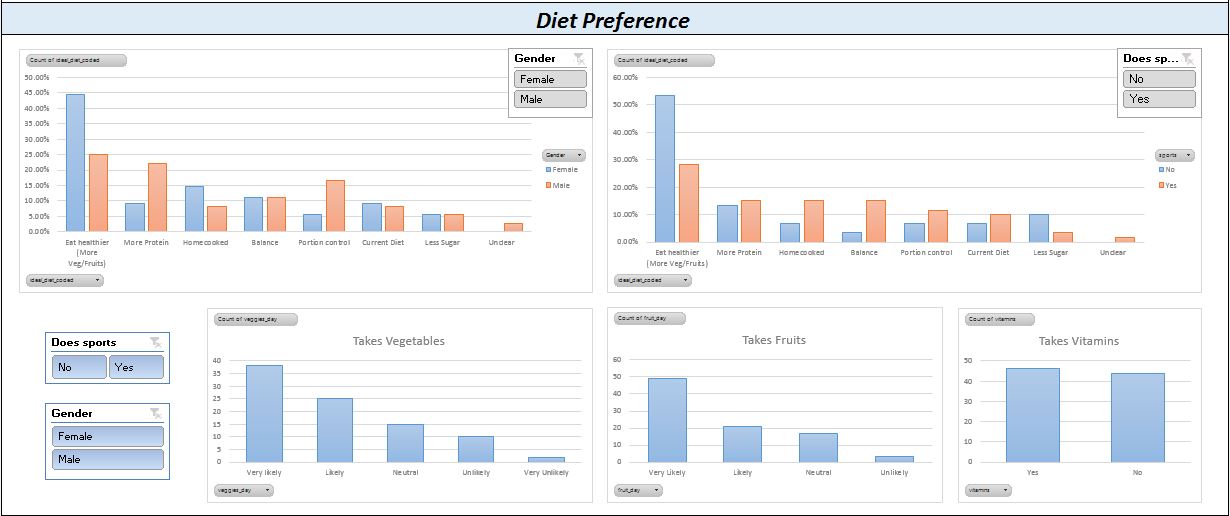 Diet Preference
Count of ideal_diet_coded
Gender
Female
Male
50.00%
45.00%
40.00%
35.00%
30.00%
25.00%
20.00%
15.00%
10.00%
5.00%
0.00%
Gender
Female
Male
Eat healthier
(More
Veg/Fruits)
More Protein
Homecooked
Balance
Portion control
Current Diet
Less Sugar
Unclear
ideal_diet_coded
Count of ideal_diet_coded
Does sp...
No
Yes
60.00%
50.00%
40.00%
30.00%
20.00%
10.00%
0.00%
sports
No
Yes
Eat healthier
(More Veg/Fruits)
More Protein
Homecooked
Balance
Portion control
Current Diet
Less Sugar
Unclear
ideal_diet_coded
Does sports
No
Yes
Gender
Female
Male
Count of veggies_day
Takes Vegetables
40
35
30
25
20
15
10
5
0
Very likely
Likely
Neutral
Unlikely
Very Unlikely
veggies_day
Count of fruit_day
Takes Fruits
60
50
40
30
20
10
0
Very Likely
Likely
Neutral
Unlikely
fruit_day
Count of vitamins
Takes Vitamins
50
40
30
20
10
0
Yes
No
vitamins